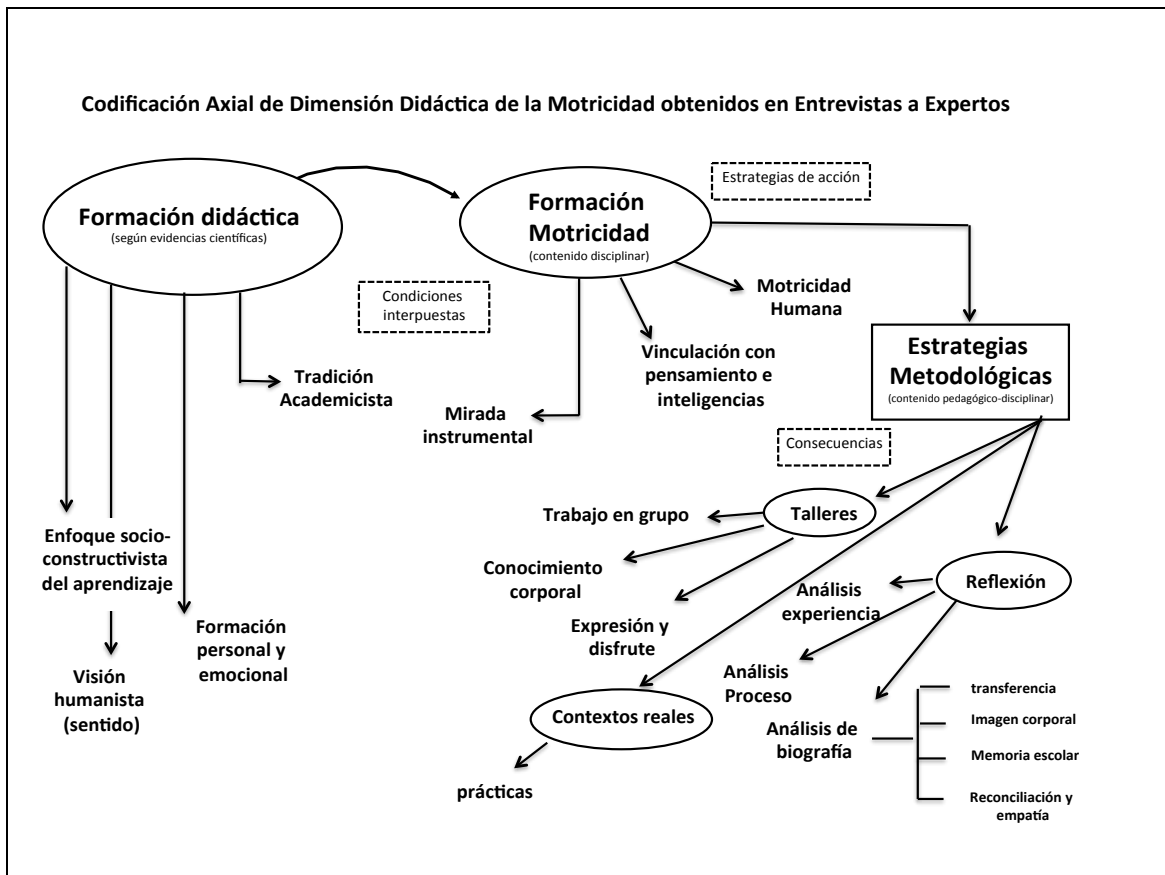 Codificación Axial de Dimensión Didáctica de la Motricidad obtenidos en Entrevistas a Expertos
Formación didáctica
(según evidencias científicas)
Formación
Motricidad
(contenido disciplinar)
Estrategias de acción
Condiciones
interpuestas
Motricidad
Humana
Vinculación con
pensamiento e
inteligencias
Tradición
Academicista
Mirada
instrumental
Estrategias
Metodológicas
(contenido pedagógico-disciplinar)
Consecuencias
Talleres
Trabajo en grupo
Conocimiento
corporal
Expresión y
disfrute
Enfoque socio-
constructivista
del aprendizaje
Visión
humanista
(sentido)
Formación
personal y
emocional
Reflexión
Análisis
experiencia
Análisis
Proceso
Análisis de
biografía
Contextos reales
prácticas
transferencia
Imagen corporal
Memoria escolar
Reconciliación y
empatía